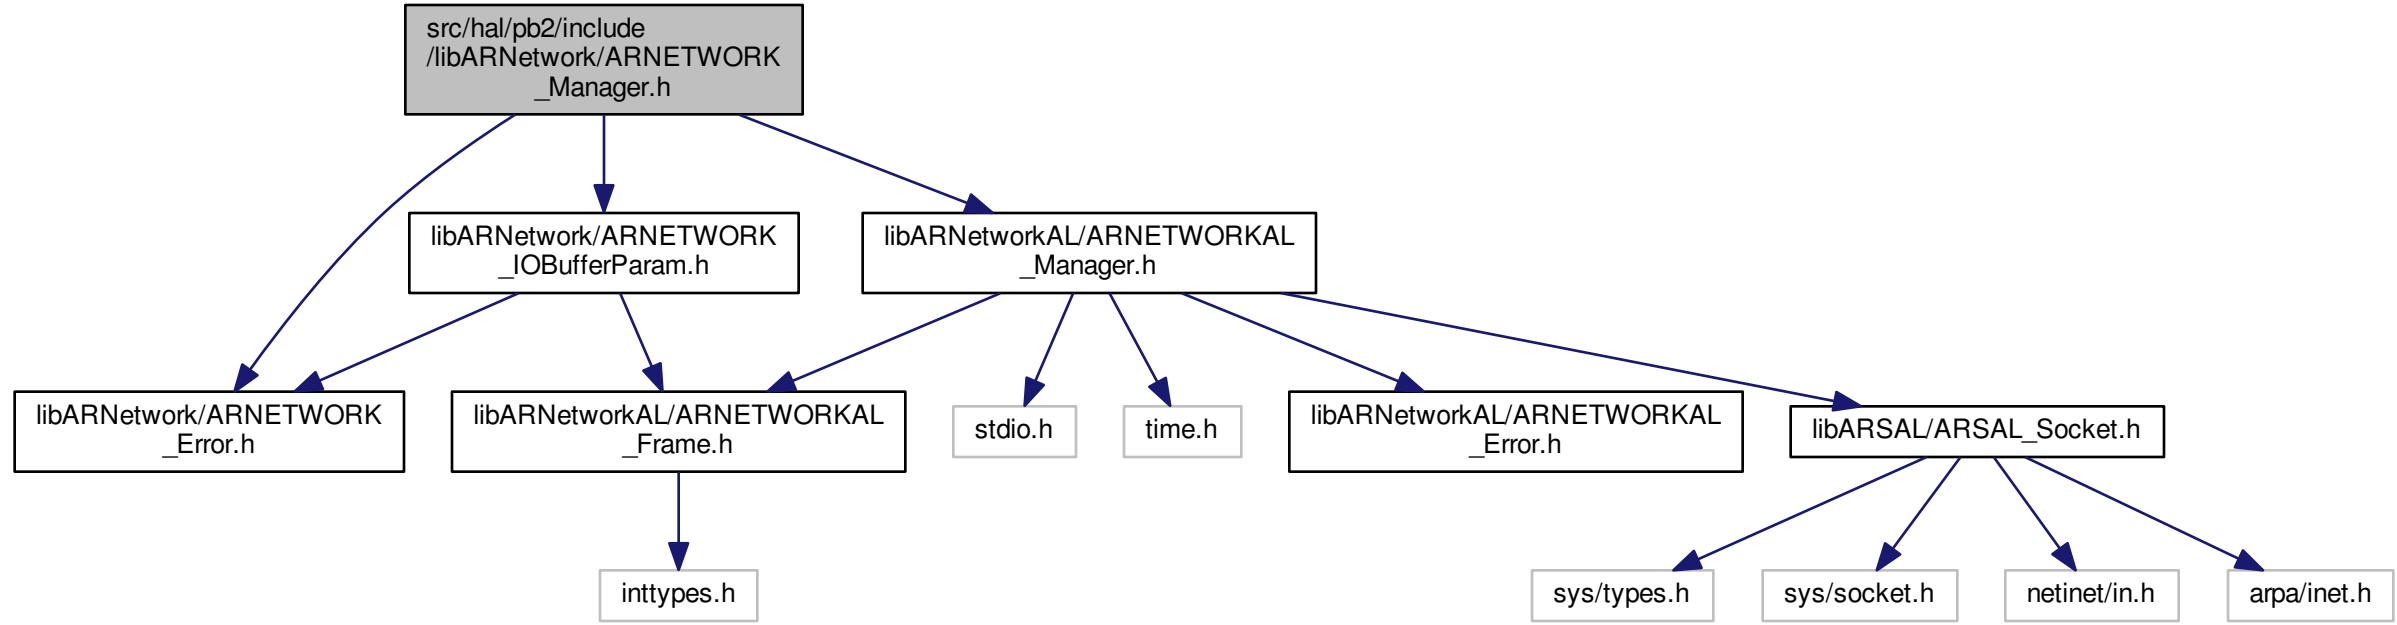 src/hal/pb2/include
/libARNetwork/ARNETWORK
_Manager.h
libARNetwork/ARNETWORK
_IOBufferParam.h
libARNetworkAL/ARNETWORKAL
_Manager.h
libARNetwork/ARNETWORK
_Error.h
libARNetworkAL/ARNETWORKAL
_Frame.h
stdio.h
time.h
libARNetworkAL/ARNETWORKAL
_Error.h
libARSAL/ARSAL_Socket.h
inttypes.h
sys/types.h
sys/socket.h
netinet/in.h
arpa/inet.h